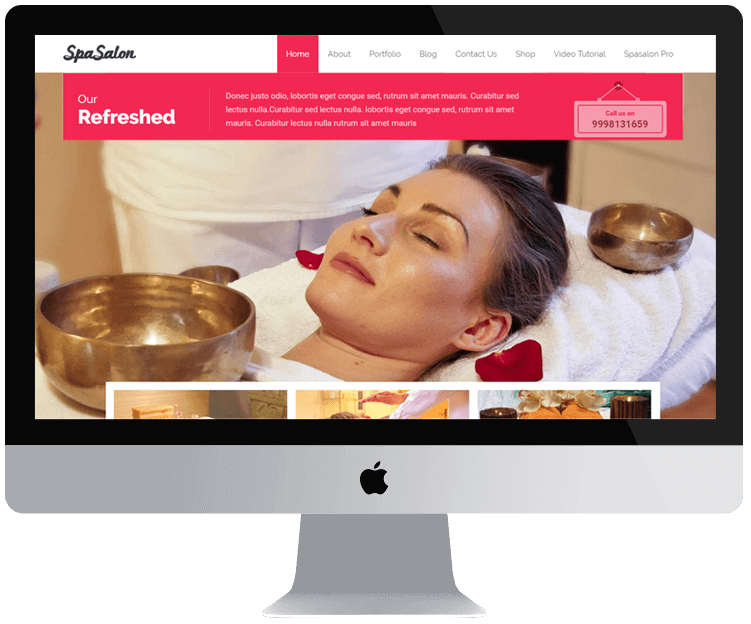 SpaSalon
Home About Portfolio Blog Contact Us Shop Video Tutorial Spasalon Pro
Our
Refreshed
Donec justo odio, lobortis eget congue sed, rutrum sit amet mauris. Curabitur sed
lectus nulla.Curabitur sed lectus nulla. lobortis eget congue sed, rutrum sit amet
mauris. Curabitur lectus nulla rutrum sit amet mauris
Call us on
9998131659